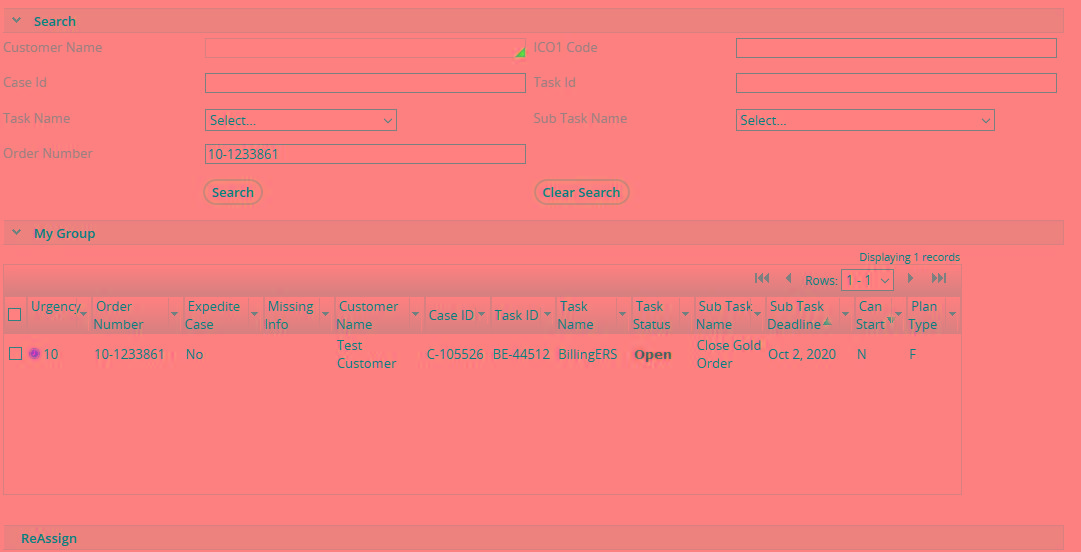 Search
Customer Name ICO1 Code
Case Id Task Id
Task Name Select... Sub Task Name Select...
Order Number 10-1233861
Search Clear Search
My Group
Displaying 1 records
Rows: 1 - 1
Urgency Order Number Expedite Case Missing Info Customer Name Case ID Task ID Task Name Task Status Sub Task Name Sub Task Deadline Can Start Plan Type
10 10-1233861 No Test Customer C-105526 BE-44512 BillingERS Open Close Gold Order Oct 2, 2020 N F
ReAssign